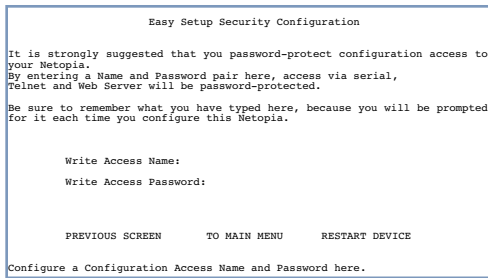 Easy Setup Security Configuration
It is strongly suggested that you password-protect configuration access to
your Netopia.
By entering a Name and Password pair here, access via serial,
Telnet and Web Server will be password-protected.
Be sure to remember what you have typed here, because you will be prompted
for it each time you configure this Netopia.
Write Access Name:
Write Access Password:
PREVIOUS SCREEN TO MAIN MENU RESTART DEVICE
Configure a Configuration Access Name and Password here.